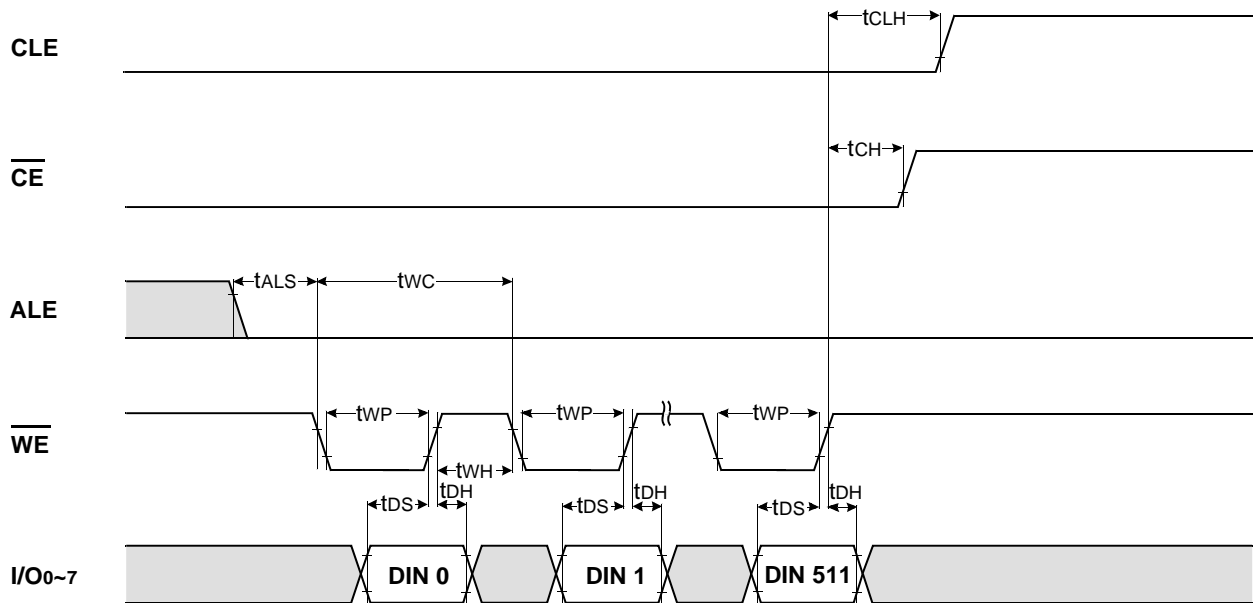 tCLH
CLE
tCH
CE
tALS
tWC
ALE
tWP
tWP
tWP
WE
tWH
tDS
tDH
tDS
tDH
tDS
tDH
I/O0~7
DIN 0
DIN 1
DIN 511